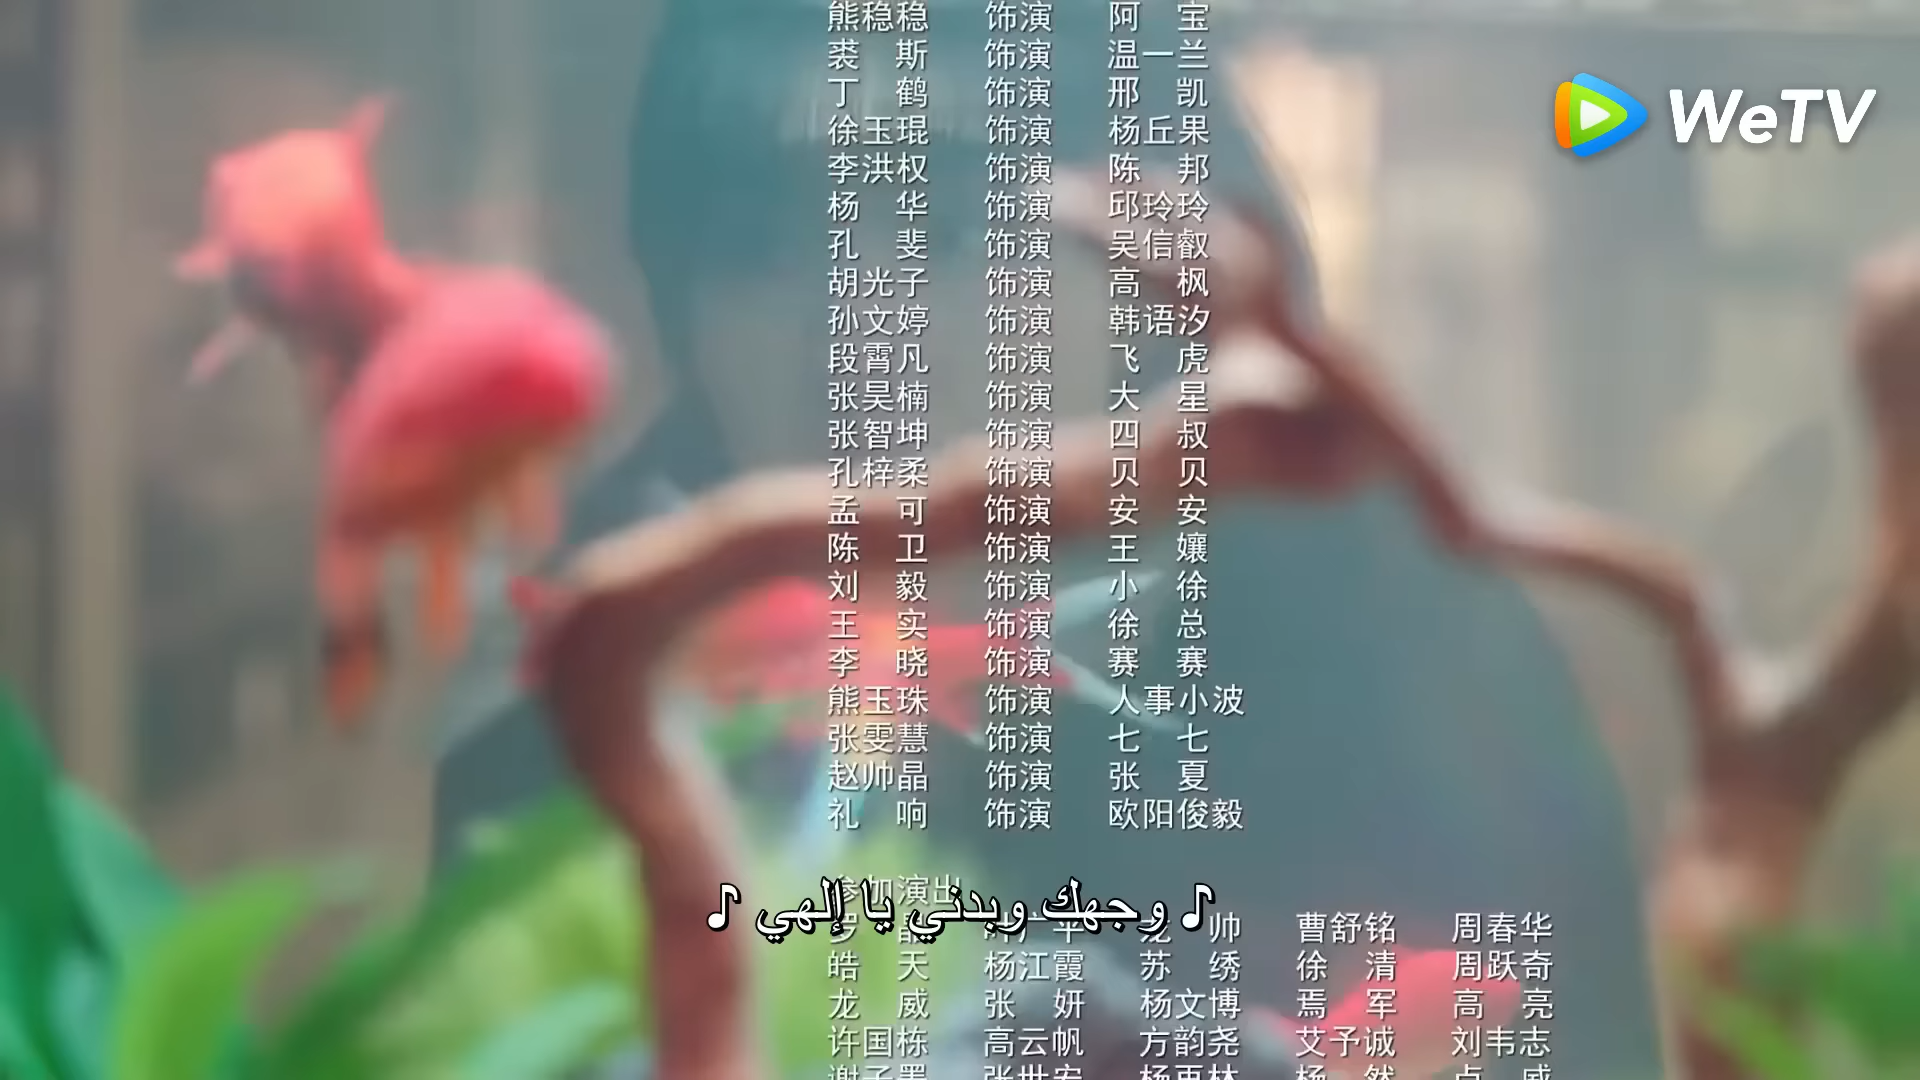 熊稳稳 饰演 阿宝
裘斯 饰演 温一兰
WeTV
丁鹤 饰演 邢凯
徐玉琨 饰演 杨丘果
李洪权 饰演 陈邦
杨华 饰演 邱玲玲
孔斐 饰演 吴信叡
胡光子 饰演 高枫
孙文婷 饰演 韩语汐
段霄凡 饰演 飞虎
张昊楠 饰演 大星
张智坤 饰演 四叔
孔梓柔 饰演 贝贝
孟可 饰演 安安
陈卫 饰演 王孃
刘毅 饰演 小徐
王实 饰演 徐总
李晓 饰演 赛赛
熊玉珠 饰演 人事小波
张雯慧 饰演 七七
赵帅晶 饰演 张夏
礼响 饰演 欧阳俊毅
参加演出
♪ وجهك وبدني يا إلهي ♪
帅 曹舒铭 周春华
皓天 杨江霞 苏绣 徐清 周跃奇
龙威 张妍 杨文博 焉军 高亮
许国栋 高云帆 方韵尧 艾予诚 刘韦志